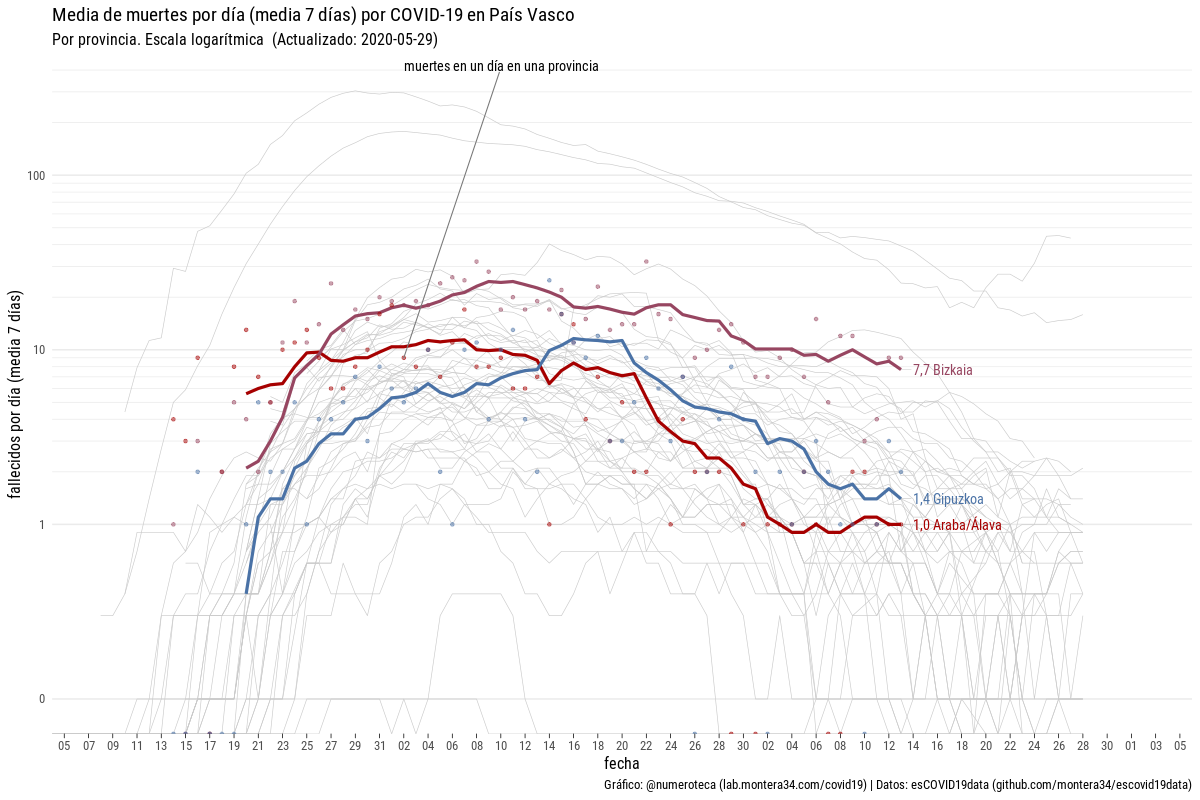 Media de muertes por día (media 7 días) por COVID-19 en País Vasco
Por provincia. Escala logarítmica (Actualizado: 2020-05-29)
muertes en un día en una provincia
fallecidos por día (media 7 días)
100
10
1
0
7,7 Bizkaia
1,4 Gipuzkoa
1,0 Araba/Álava
05 07 09 11 13 15 17 19 21 23 25 27 29 31 02 04 06 08 10 12 14 16 18 20 22 24 26 28 30 02 04 06 08 10 12 14 16 18 20 22 24 26 28 30 01 03 05
fecha
Gráfico: @numeroteca (lab.montera34.com/covid19) | Datos: esCOVID19data (github.com/montera34/escovid19data)